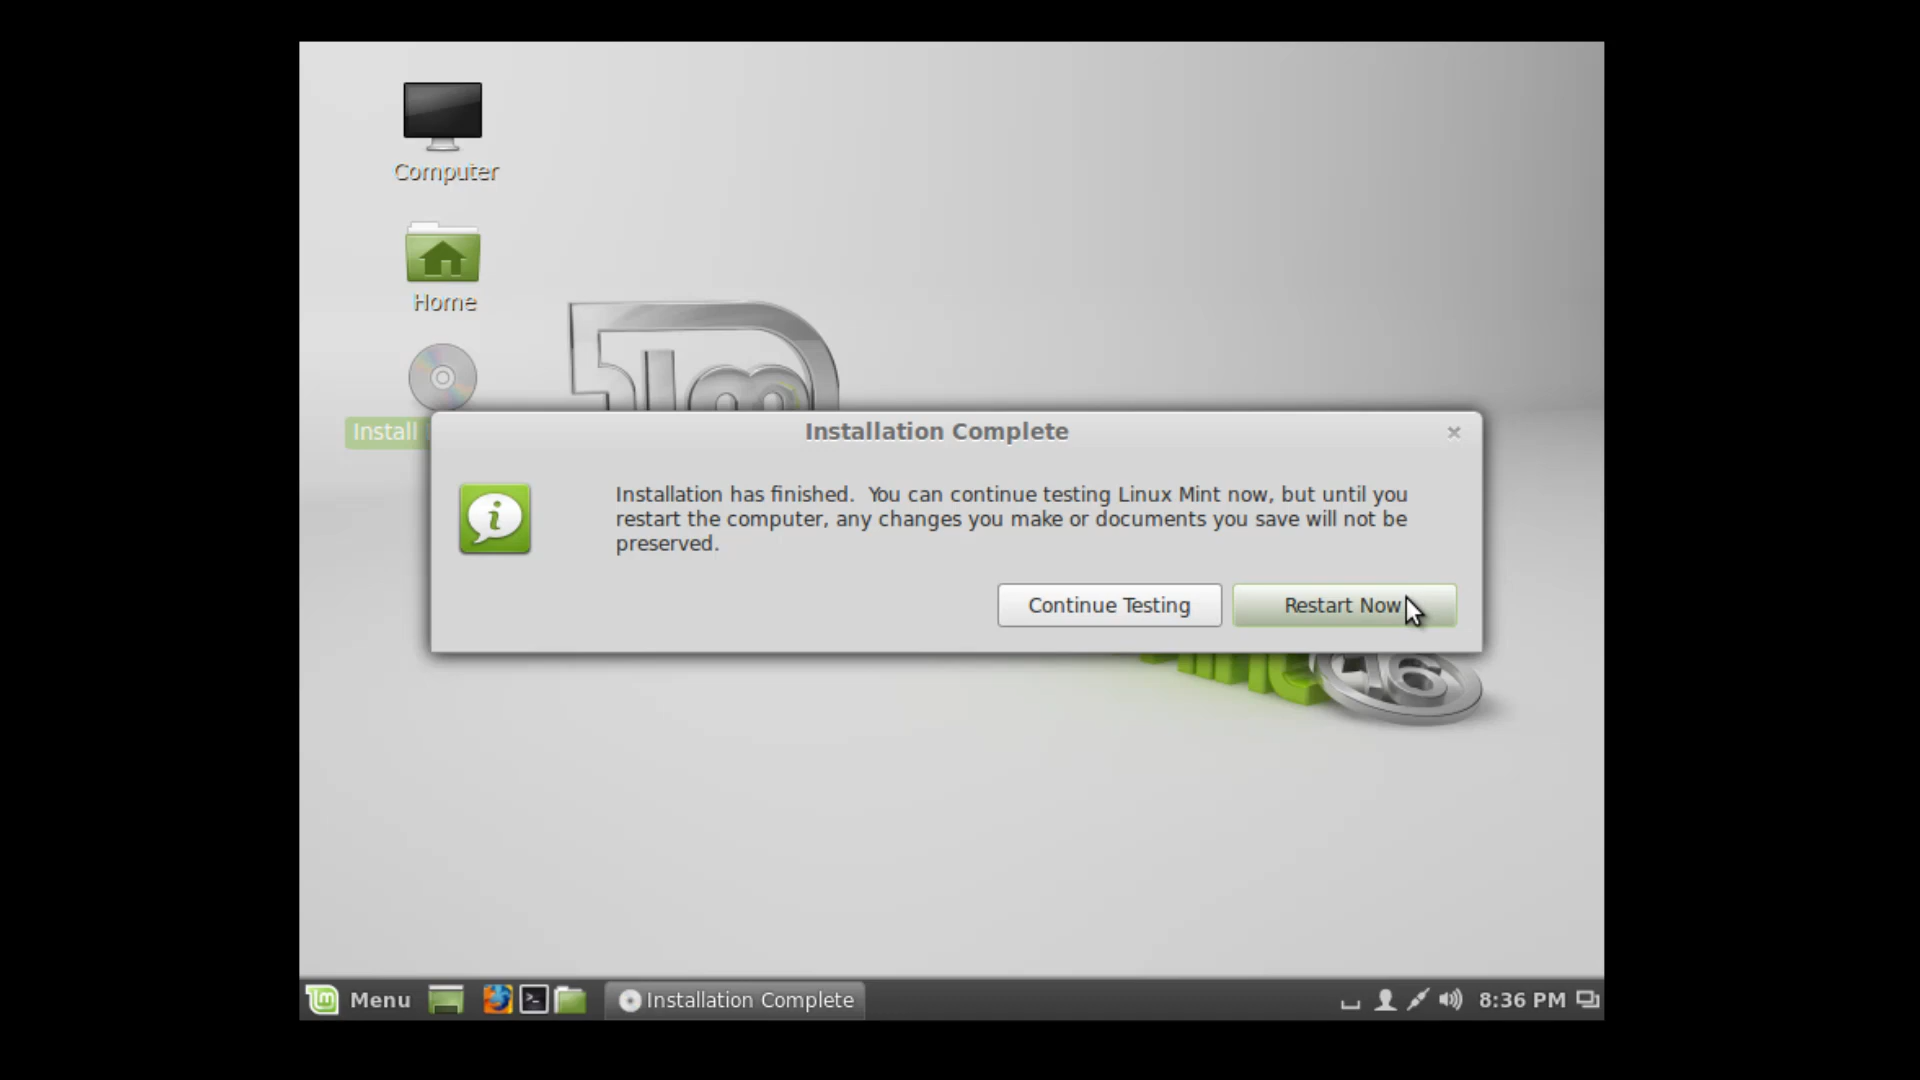 Computer
Home
Install
Installation Complete
Installation has finished.  You can continue testing Linux Mint now, but until you
restart the computer, any changes you make or documents you save will not be
preserved.
Continue Testing
Restart Now
16
Menu
Installation Complete
8:36 PM